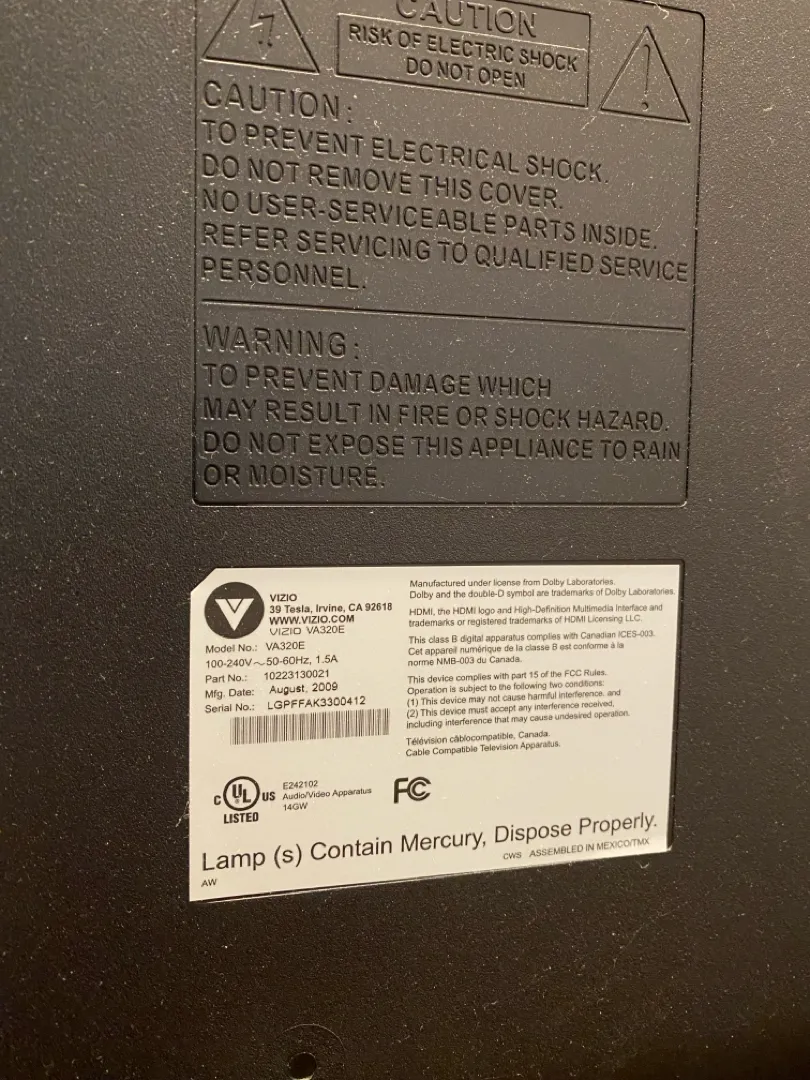 CAUTION
RISK OF ELECTRIC SHOCK
DO NOT OPEN
CAUTION:
TO PREVENT ELECTRICAL SHOCK.
DO NOT REMOVE THIS COVER.
NO USER-SERVICEABLE PARTS INSIDE.
REFER SERVICING TO QUALIFIED SERVICE
PERSONNEL.
WARNING:
TO PREVENT DAMAGE WHICH
MAY RESULT IN FIRE OR SHOCK HAZARD.
DO NOT EXPOSE THIS APPLIANCE TO RAIN
OR MOISTURE.
VIZIO
39 Tesla, Irvine, CA 92618
WWW.VIZIO.COM
VIZIO VA320E
Model No.: VA320E
100-240V~50-60Hz, 1.5A
Part No.: 10223130021
Mfg. Date: August, 2009
Serial No.: LGPFFAK3300412
Manufactured under license from Dolby Laboratories.
Dolby and the double-D symbol are trademarks of Dolby Laboratories.
HDMI, the HDMI logo and High-Definition Multimedia Interface and
trademarks or registered trademarks of HDMI Licensing LLC.
This class B digital apparatus complies with Canadian ICES-003.
Cet appareil numérique de la classe B est conforme à la
norme NMB-003 du Canada.
This device complies with part 15 of the FCC Rules.
Operation is subject to the following two conditions:
(1) This device may not cause harmful interference. and
(2) This device must accept any interference received,
including interference that may cause undesired operation.
Télévision câblocompatible, Canada.
Cable Compatible Television Apparatus.
C UL US
LISTED
E242102
Audio/Video Apparatus
14GW
FC
Lamp (s) Contain Mercury, Dispose Properly.
CWS ASSEMBLED IN MEXICO/TMX
AW